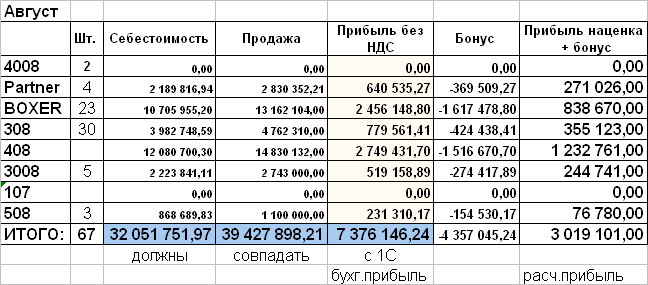 Август
Шт. Себестоимость Продажа Прибыль без НДС Бонус Прибыль наценка + бонус
4008 2 0,00 0,00 0,00 0,00 0,00
Partner 4 2 189 816,94 2 830 352,21 640 535,27 -369 509,27 271 026,00
BOXER 23 10 705 955,20 13 162 104,00 2 456 148,80 -1 617 478,80 838 670,00
308 30 3 982 748,59 4 762 310,00 779 561,41 -424 438,41 355 123,00
408 12 080 700,30 14 830 132,00 2 749 431,70 -1 516 670,70 1 232 761,00
3008 5 2 223 841,11 2 743 000,00 519 158,89 -274 417,89 244 741,00
107 0,00 0,00 0,00 0,00 0,00
508 3 868 689,83 1 100 000,00 231 310,17 -154 530,17 76 780,00
ИТОГО: 67 32 051 751,97 39 427 898,21 7 376 146,24 -4 357 045,24 3 019 101,00
должны совпадать с 1С
бухг.прибыль расч.прибыль